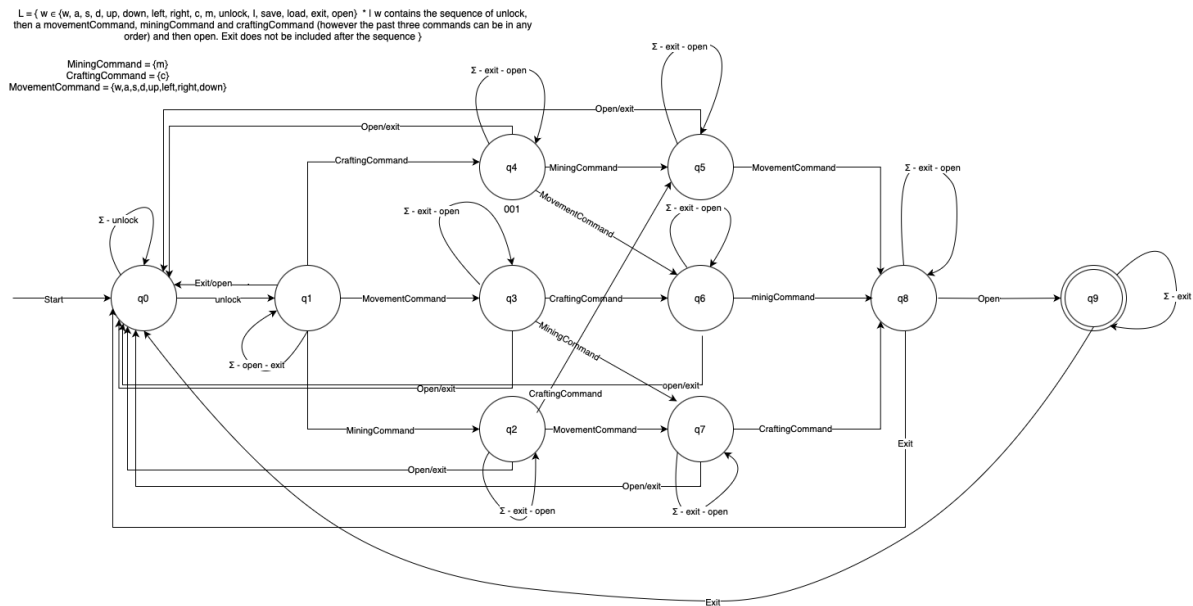 L = { w ϵ {w, a, s, d, up, down, left, right, c, m, unlock, I, save, load, exit, open} * I w contains the sequence of unlock,
then a movementCommand, miningCommand and craftingCommand (however the past three commands can be in any
order) and then open. Exit does not be included after the sequence }
MiningCommand = {m}
CraftingCommand = {c}
MovementCommand = {w,a,s,d,up,left,right,down}
Σ - exit - open
Σ - exit - open
Open/exit
Open/exit
CraftingCommand
q4
MiningCommand
q5
MovementCommand
Σ - exit - open
001
MovementCommand
Σ - unlock
Σ - exit - open
Σ - exit - open
Start
q0
Exit/open
unlock
q1
MovementCommand
q3
CraftingCommand
q6
minigCommand
q8
Open
q9
Σ - exit
Σ - open - exit
MiningCommand
Open/exit
open/exit
CraftingCommand
MiningCommand
q2
MovementCommand
q7
CraftingCommand
Exit
Open/exit
Open/exit
Σ - exit - open
Σ - exit - open
Exit